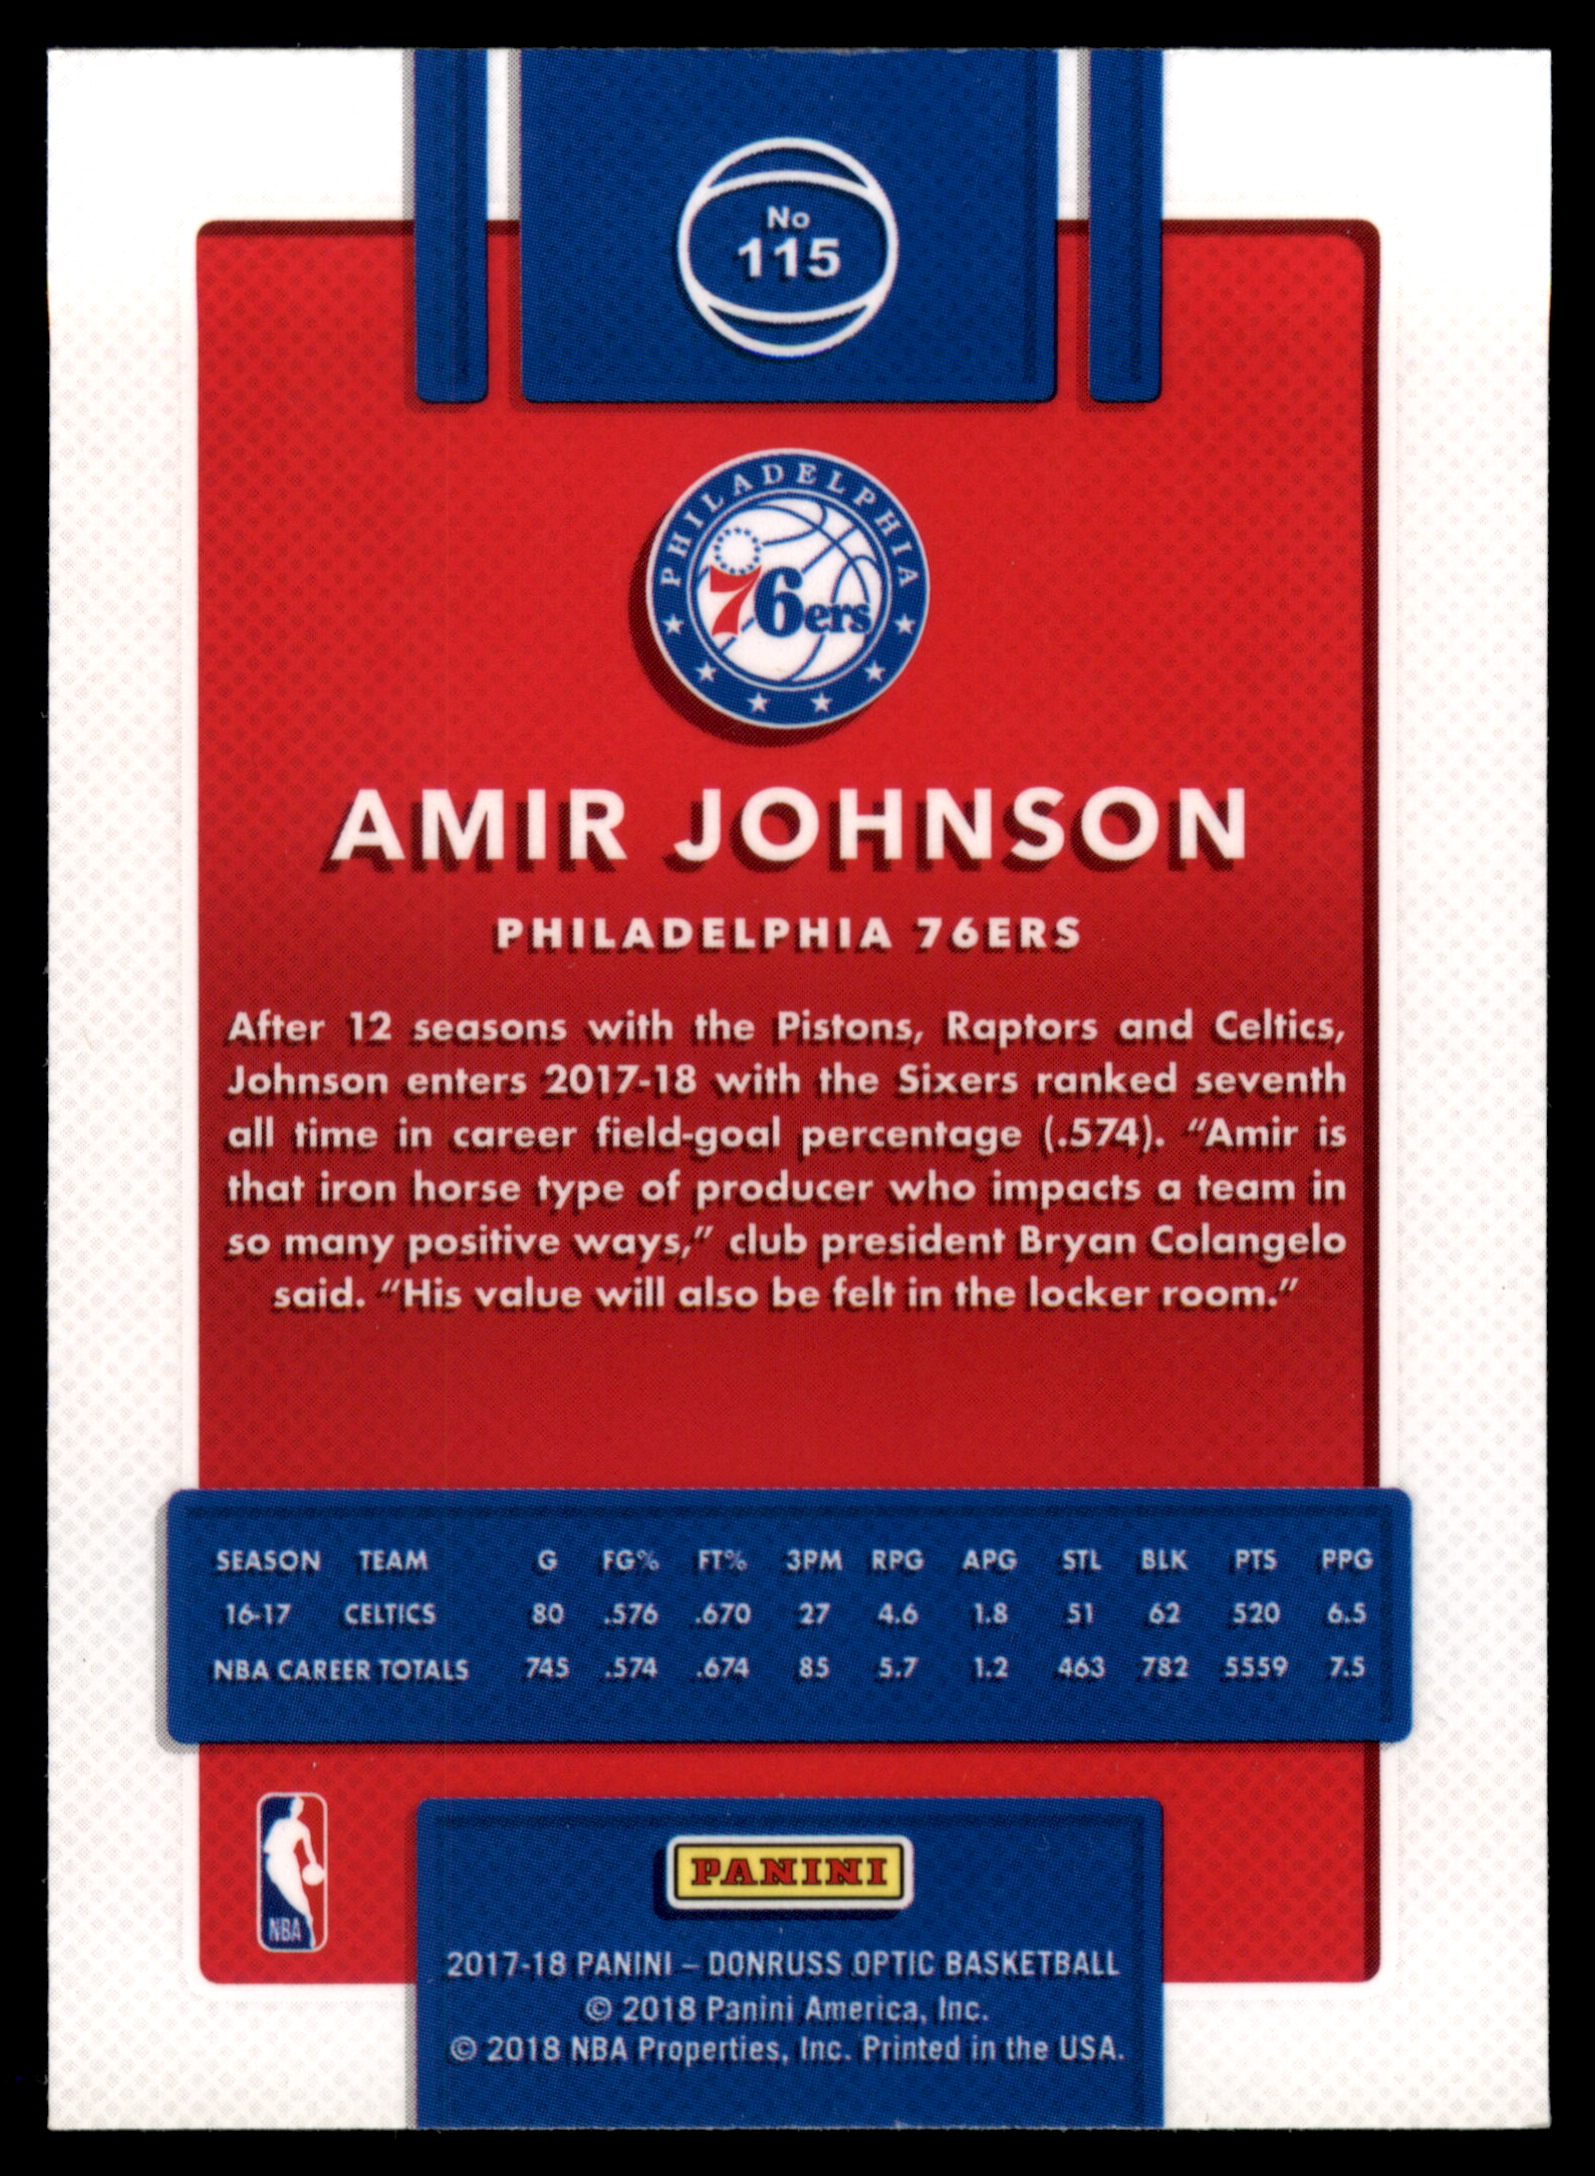 No
115
PHILADELPHIA
76ers
AMIR JOHNSON
PHILADELPHIA 76ERS
After 12 seasons with the Pistons, Raptors and Celtics,
Johnson enters 2017-18 with the Sixers ranked seventh
all time in career field-goal percentage (.574). “Amir is
that iron horse type of producer who impacts a team in
so many positive ways,” club president Bryan Colangelo
said. “His value will also be felt in the locker room.”
SEASON TEAM G FG% FT% 3PM RPG APG STL BLK PTS PPG
16-17 CELTICS 80 .576 .670 27 4.6 1.8 51 62 520 6.5
NBA CAREER TOTALS 745 .574 .674 85 5.7 1.2 463 782 5559 7.5
NBA
PANINI
2017-18 PANINI – DONRUSS OPTIC BASKETBALL
© 2018 Panini America, Inc.
© 2018 NBA Properties, Inc. Printed in the USA.